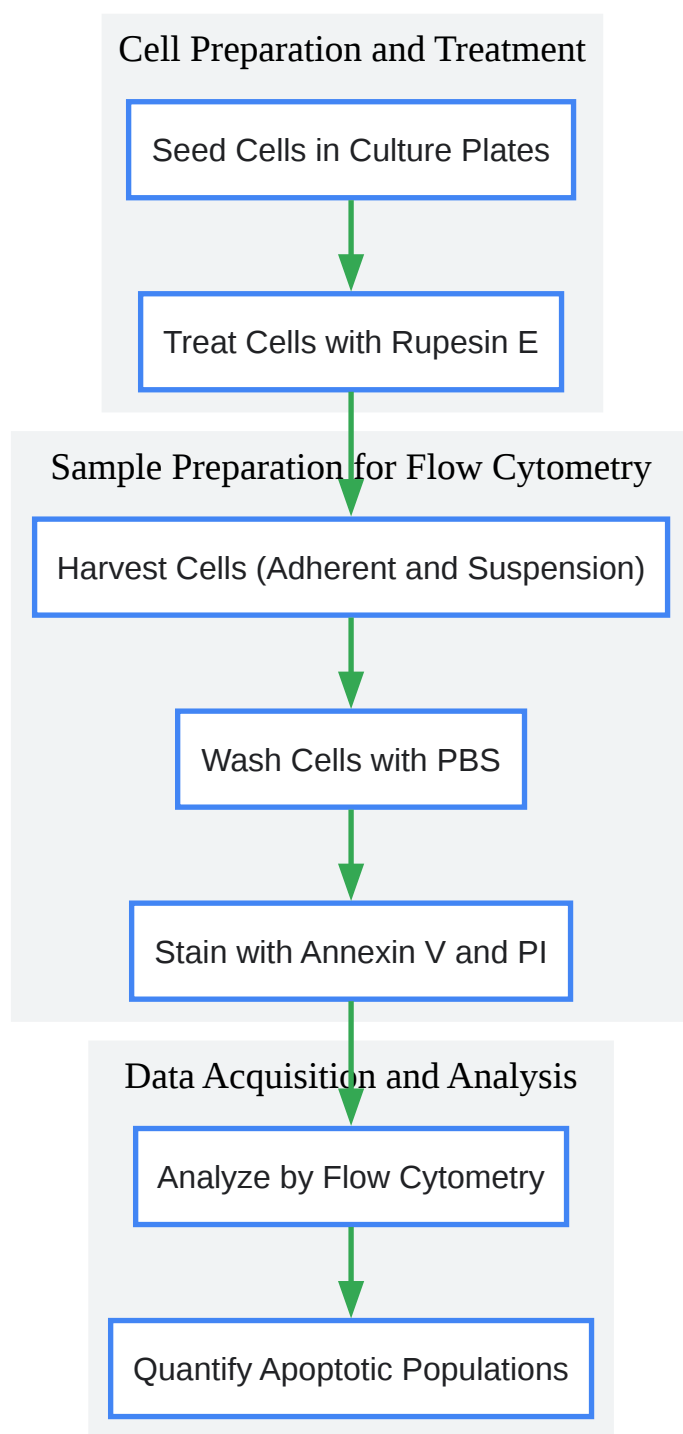 Cell Preparation and Treatment
Seed Cells in Culture Plates
Treat Cells with Rupesin E
Sample Preparation for Flow Cytometry
Harvest Cells (Adherent and Suspension)
Wash Cells with PBS
Stain with Annexin V and PI
Data Acquisition and Analysis
Analyze by Flow Cytometry
Quantify Apoptotic Populations